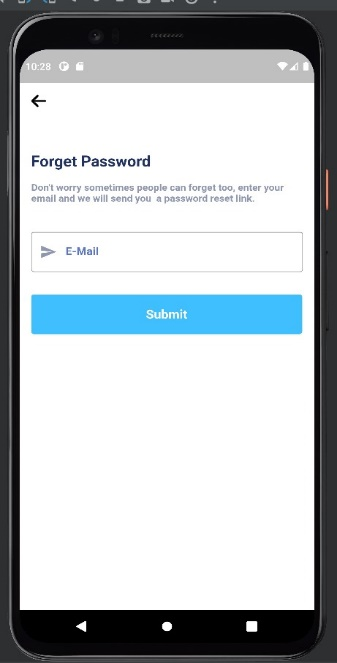 10:28
Forget Password
Don't worry sometimes people can forget too, enter your
email and we will send you  a password reset link.
E-Mail
Submit